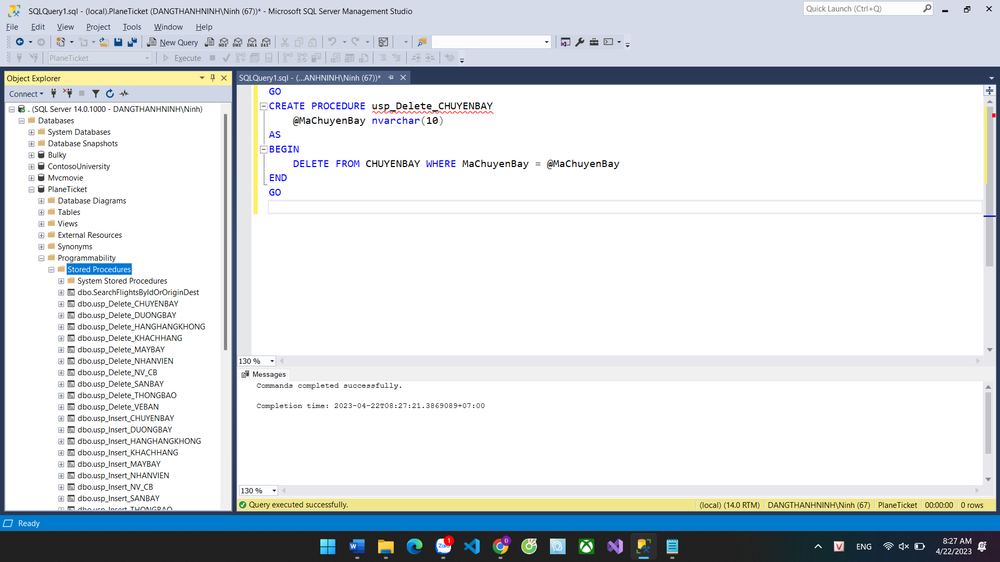 SQLQuery1.sql - (local).PlaneTicket (DANGTHANHNINH\Ninh (67))* - Microsoft SQL Server Management Studio
Quick Launch (Ctrl+Q)
File Edit View Project Tools Window Help
New Query MDX DMX XMLA DAX
PlaneTicket Execute
Object Explorer
Connect
. (SQL Server 14.0.1000 - DANGTHANHNINH\Ninh)
Databases
System Databases
Database Snapshots
Bulky
ContosoUniversity
Mvcmovie
PlaneTicket
Database Diagrams
Tables
Views
External Resources
Synonyms
Programmability
Stored Procedures
System Stored Procedures
dbo.SearchFlightsByIdOrOriginDest
dbo.usp_Delete_CHUYENBAY
dbo.usp_Delete_DUONGBAY
dbo.usp_Delete_HANGHANGKHONG
dbo.usp_Delete_KHACHHANG
dbo.usp_Delete_MAYBAY
dbo.usp_Delete_NHANVIEN
dbo.usp_Delete_NV_CB
dbo.usp_Delete_SANBAY
dbo.usp_Delete_THONGBAO
dbo.usp_Delete_VEBAN
dbo.usp_Insert_CHUYENBAY
dbo.usp_Insert_DUONGBAY
dbo.usp_Insert_HANGHANGKHONG
dbo.usp_Insert_KHACHHANG
dbo.usp_Insert_MAYBAY
dbo.usp_Insert_NHANVIEN
dbo.usp_Insert_NV_CB
dbo.usp_Insert_SANBAY
dbo.usp_Insert_THONGBAO
SQLQuery1.sql - (...ANHNINH\Ninh (67))*
GO
CREATE PROCEDURE usp_Delete_CHUYENBAY
@MaChuyenBay nvarchar(10)
AS
BEGIN
DELETE FROM CHUYENBAY WHERE MaChuyenBay = @MaChuyenBay
END
GO
130 %
Messages
Commands completed successfully.
Completion time: 2023-04-22T08:27:21.3869089+07:00
130 %
Query executed successfully. (local) (14.0 RTM) DANGTHANHNINH\Ninh (67) PlaneTicket 00:00:00 0 rows
Ready
Zalo 1 Đ
V ENG 8:27 AM
4/22/2023